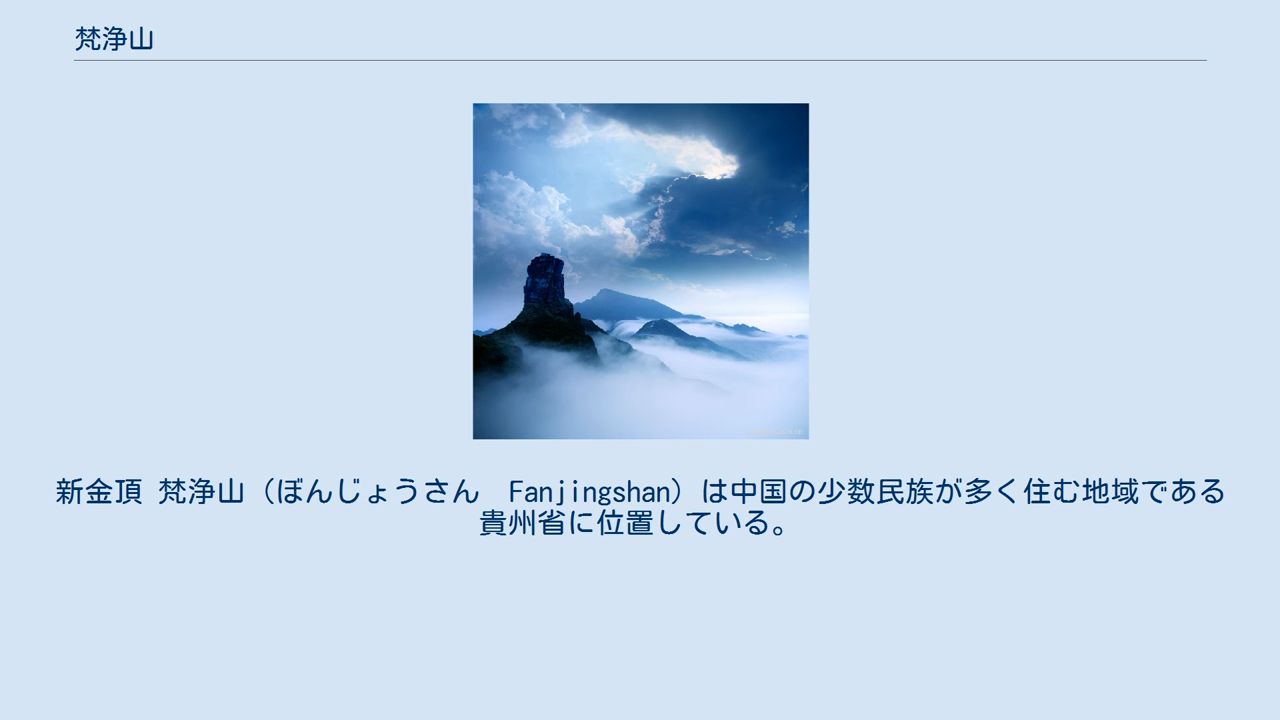 梵浄山
新金頂 梵浄山（ぼんじょうさん　Fanjingshan）は中国の少数民族が多く住む地域である
貴州省に位置している。